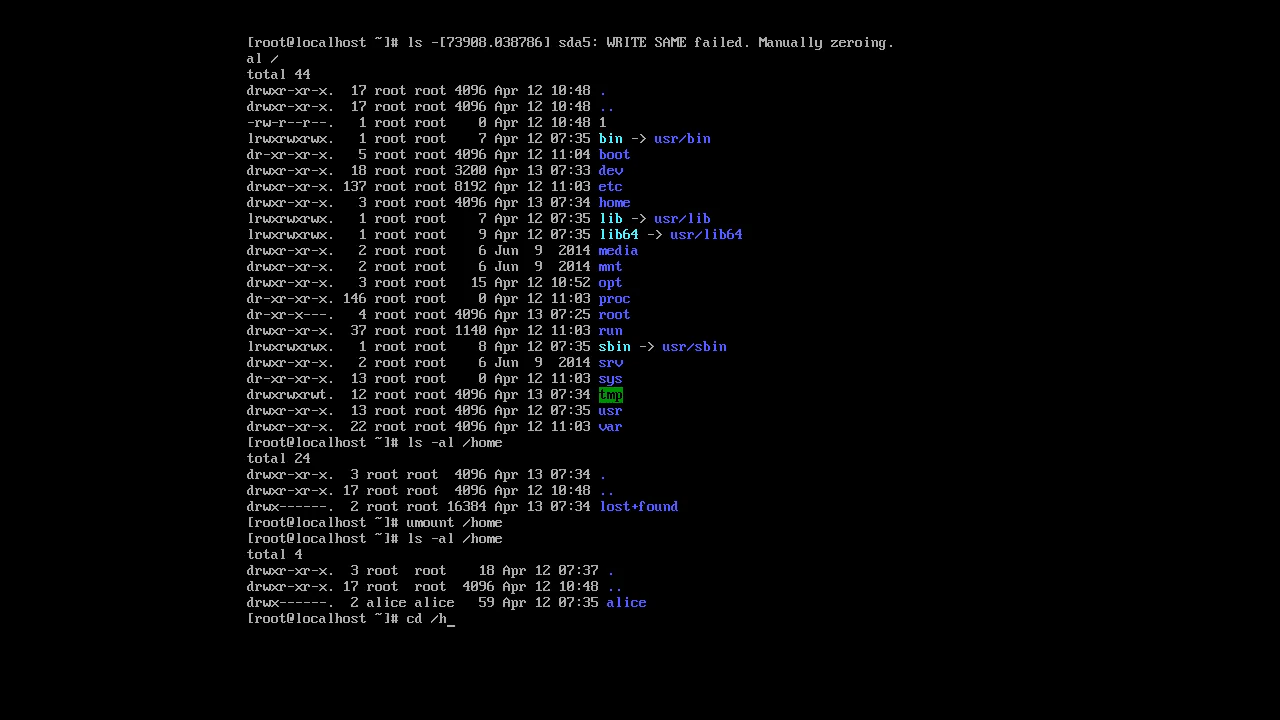 [root@localhost ~]# ls -[73908.038786] sda5: WRITE SAME failed. Manually zeroing.
al /
total 44
drwxr-xr-x.  17 root root 4096 Apr 12 10:48 .
drwxr-xr-x.  17 root root 4096 Apr 12 10:48 ..
-rw-r--r--.   1 root root    0 Apr 12 10:48 1
lrwxrwxrwx.   1 root root    7 Apr 12 07:35 bin -> usr/bin
dr-xr-xr-x.   5 root root 4096 Apr 12 11:04 boot
drwxr-xr-x.  18 root root 3200 Apr 13 07:33 dev
drwxr-xr-x. 137 root root 8192 Apr 12 11:03 etc
drwxr-xr-x.   3 root root 4096 Apr 13 07:34 home
lrwxrwxrwx.   1 root root    7 Apr 12 07:35 lib -> usr/lib
lrwxrwxrwx.   1 root root    9 Apr 12 07:35 lib64 -> usr/lib64
drwxr-xr-x.   2 root root    6 Jun  9  2014 media
drwxr-xr-x.   2 root root    6 Jun  9  2014 mnt
drwxr-xr-x.   3 root root   15 Apr 12 10:52 opt
dr-xr-xr-x. 146 root root    0 Apr 12 11:03 proc
dr-xr-x---.   4 root root 4096 Apr 13 07:25 root
drwxr-xr-x.  37 root root 1140 Apr 12 11:03 run
lrwxrwxrwx.   1 root root    8 Apr 12 07:35 sbin -> usr/sbin
drwxr-xr-x.   2 root root    6 Jun  9  2014 srv
dr-xr-xr-x.  13 root root    0 Apr 12 11:03 sys
drwxrwxrwt.  12 root root 4096 Apr 13 07:34 tmp
drwxr-xr-x.  13 root root 4096 Apr 12 07:35 usr
drwxr-xr-x.  22 root root 4096 Apr 12 11:03 var
[root@localhost ~]# ls -al /home
total 24
drwxr-xr-x.  3 root root  4096 Apr 13 07:34 .
drwxr-xr-x. 17 root root  4096 Apr 12 10:48 ..
drwx------.  2 root root 16384 Apr 13 07:34 lost+found
[root@localhost ~]# umount /home
[root@localhost ~]# ls -al /home
total 4
drwxr-xr-x.  3 root  root    18 Apr 12 07:37 .
drwxr-xr-x. 17 root  root  4096 Apr 12 10:48 ..
drwx------.  2 alice alice   59 Apr 12 07:35 alice
[root@localhost ~]# cd /h_